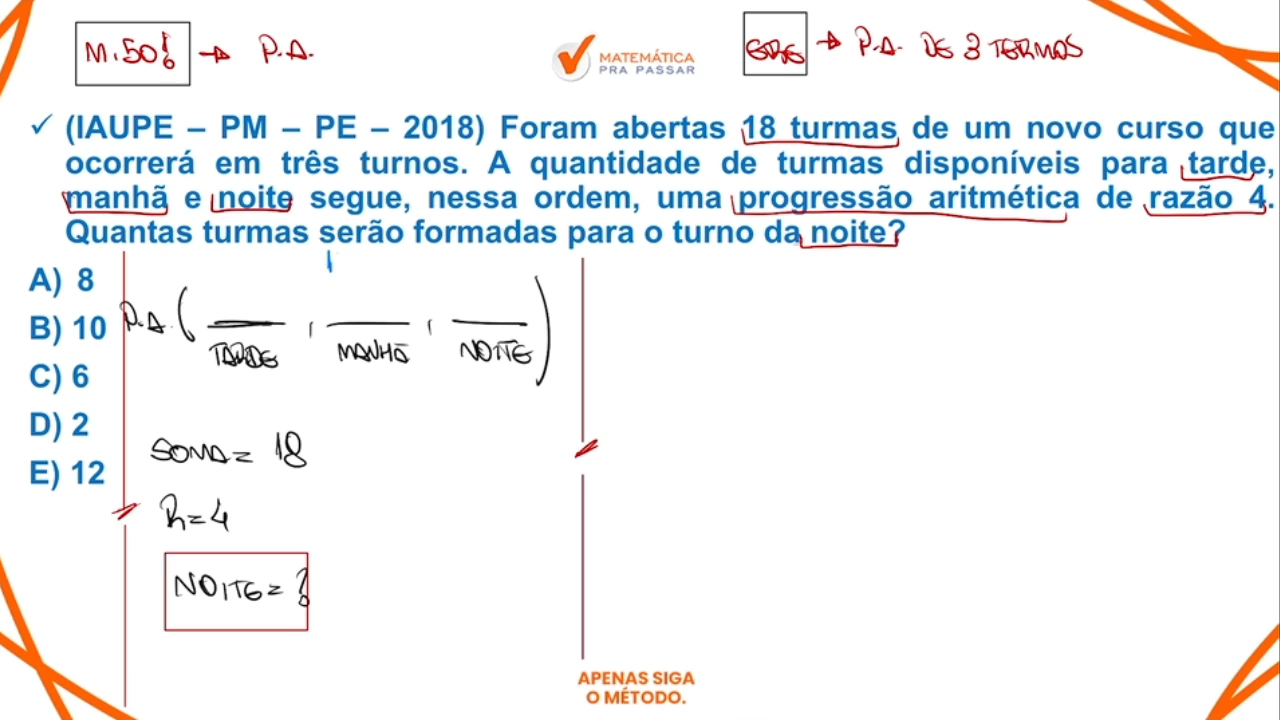 M.50! → P.A.
MATEMÁTICA
PRA PASSAR
→ P.A. DE 3 TERMOS
✓ (IAUPE – PM – PE – 2018) Foram abertas 18 turmas de um novo curso que
ocorrerá em três turnos. A quantidade de turmas disponíveis para tarde,
manhã e noite segue, nessa ordem, uma progressão aritmética de razão 4.
Quantas turmas serão formadas para o turno da noite?
A) 8
B) 10
C) 6
D) 2
E) 12
P.A. ( ___ , ___ , ___ )
TARDE MANHÃ NOITE
SOMA = 18
R = 4
NOITE = ?
APENAS SIGA
O MÉTODO.